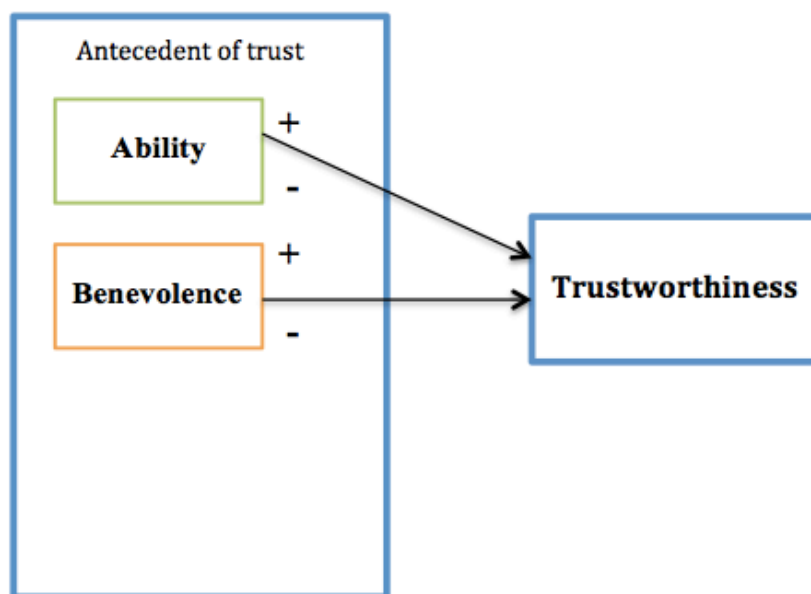 Antecedent of trust
+
Ability
-
+
Benevolence
-
Trustworthiness